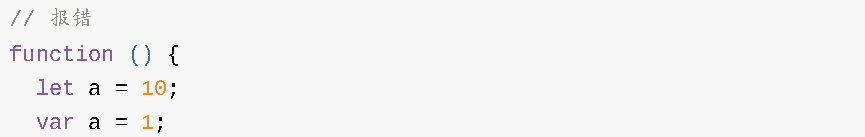 // 报错
function () {
  let a = 10;
  var a = 1;